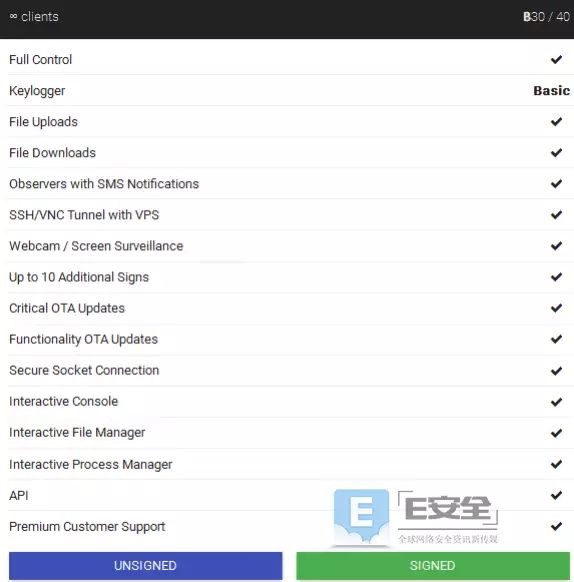 ∞ clients ฿30 / 40
Full Control ✔
Keylogger Basic
File Uploads ✔
File Downloads ✔
Observers with SMS Notifications ✔
SSH/VNC Tunnel with VPS ✔
Webcam / Screen Surveillance ✔
Up to 10 Additional Signs ✔
Critical OTA Updates ✔
Functionality OTA Updates ✔
Secure Socket Connection ✔
Interactive Console ✔
Interactive File Manager ✔
Interactive Process Manager ✔
API ✔
Premium Customer Support ✔
E安全
全球网络安全资讯新传媒
UNSIGNED SIGNED